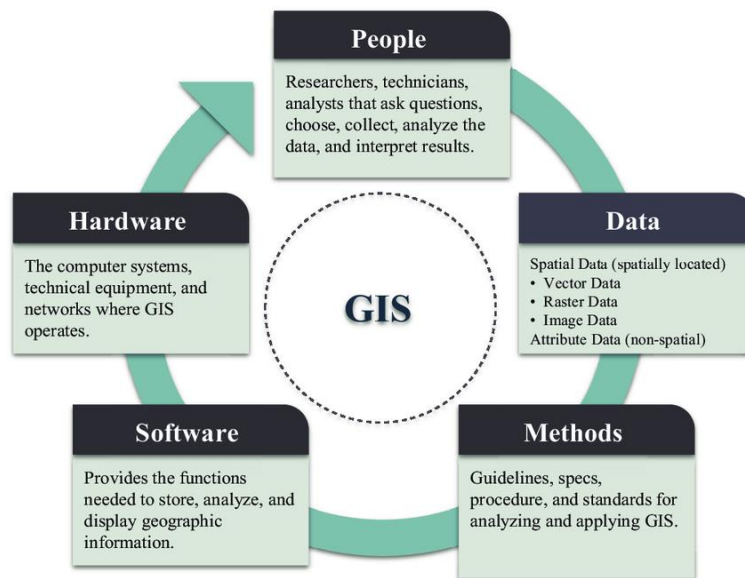 People
Researchers, technicians,
analysts that ask questions,
choose, collect, analyze the
data, and interpret results.
Hardware
The computer systems,
technical equipment, and
networks where GIS
operates.
GIS
Data
Spatial Data (spatially located)
• Vector Data
• Raster Data
• Image Data
Attribute Data (non-spatial)
Software
Provides the functions
needed to store, analyze, and
display geographic
information.
Methods
Guidelines, specs,
procedure, and standards for
analyzing and applying GIS.